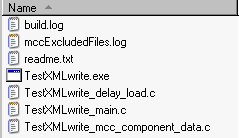 Name
build.log
mccExcludedFiles.log
readme.txt
TestXMLwrite.exe
TestXMLwrite_delay_load.c
TestXMLwrite_main.c
TestXMLwrite_mcc_component_data.c